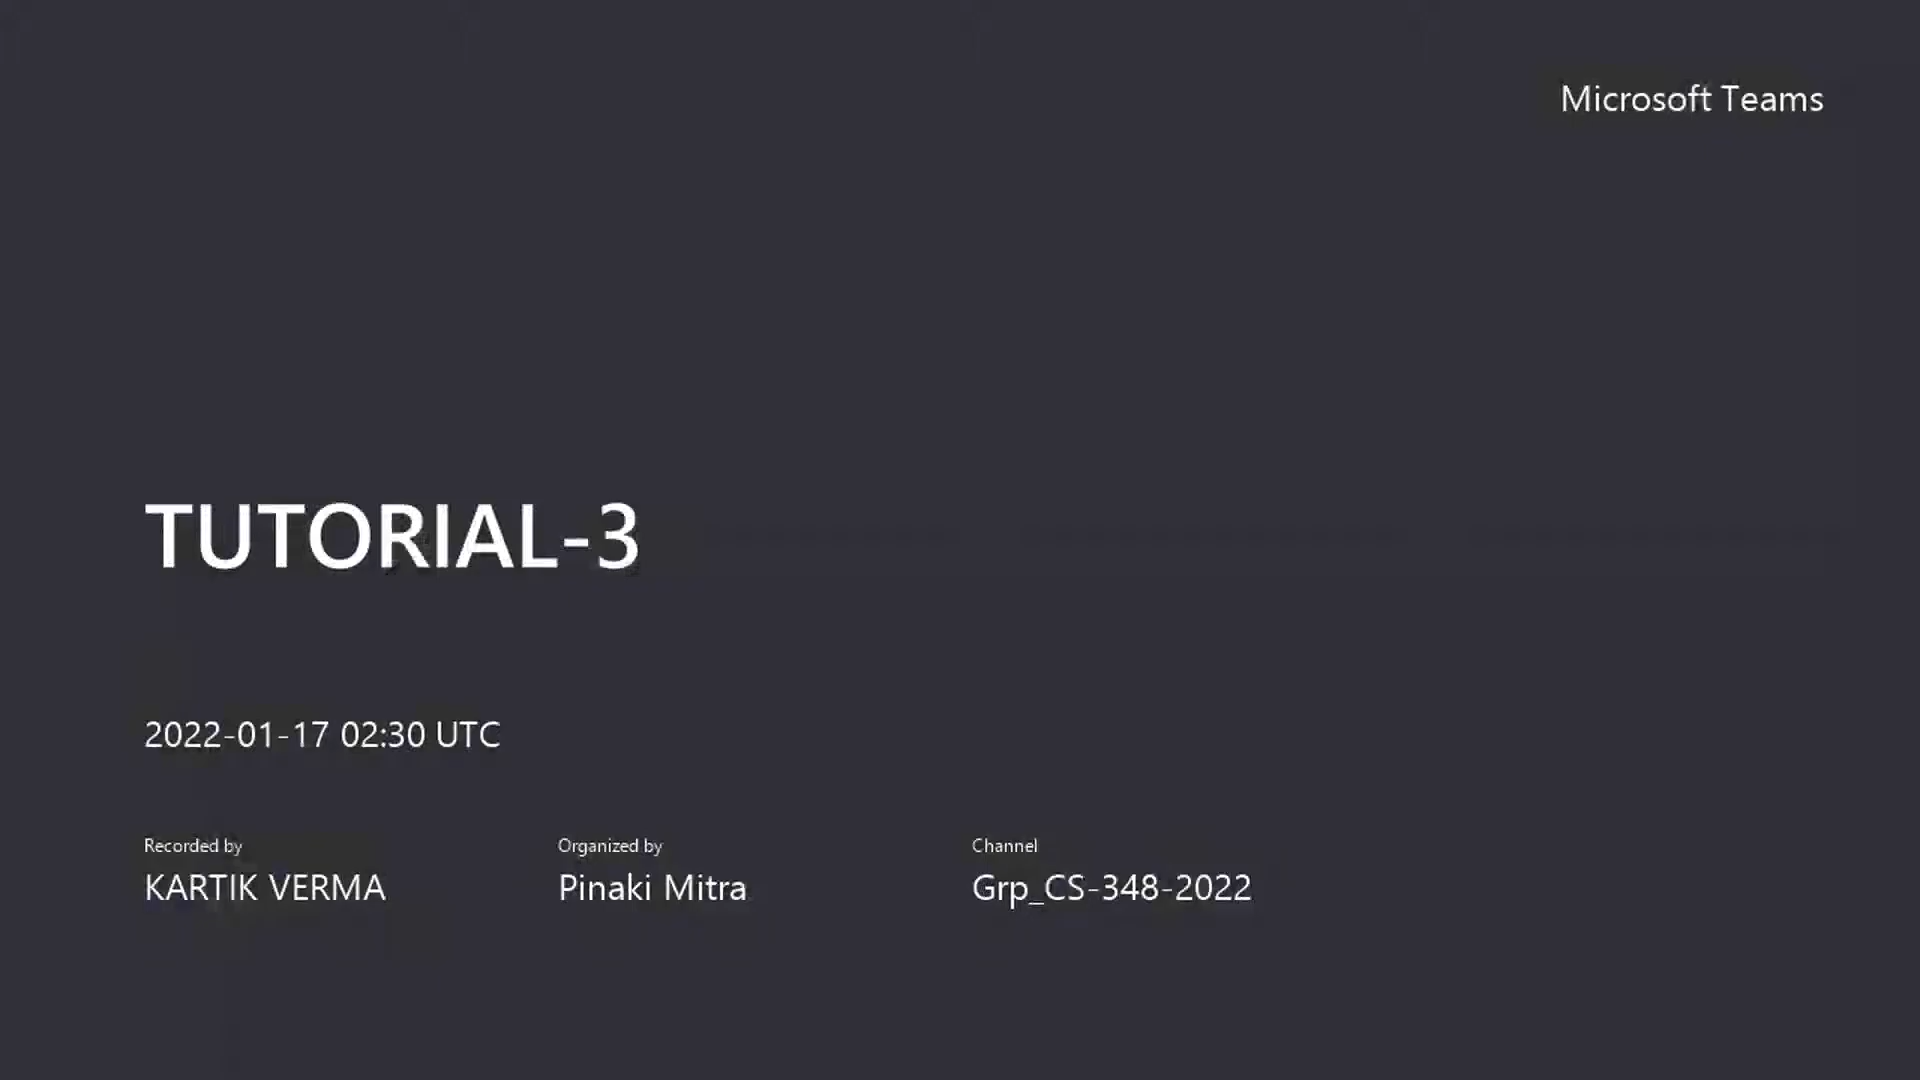 Microsoft Teams
TUTORIAL-3
2022-01-17 02:30 UTC
Recorded by
KARTIK VERMA
Organized by
Pinaki Mitra
Channel
Grp_CS-348-2022